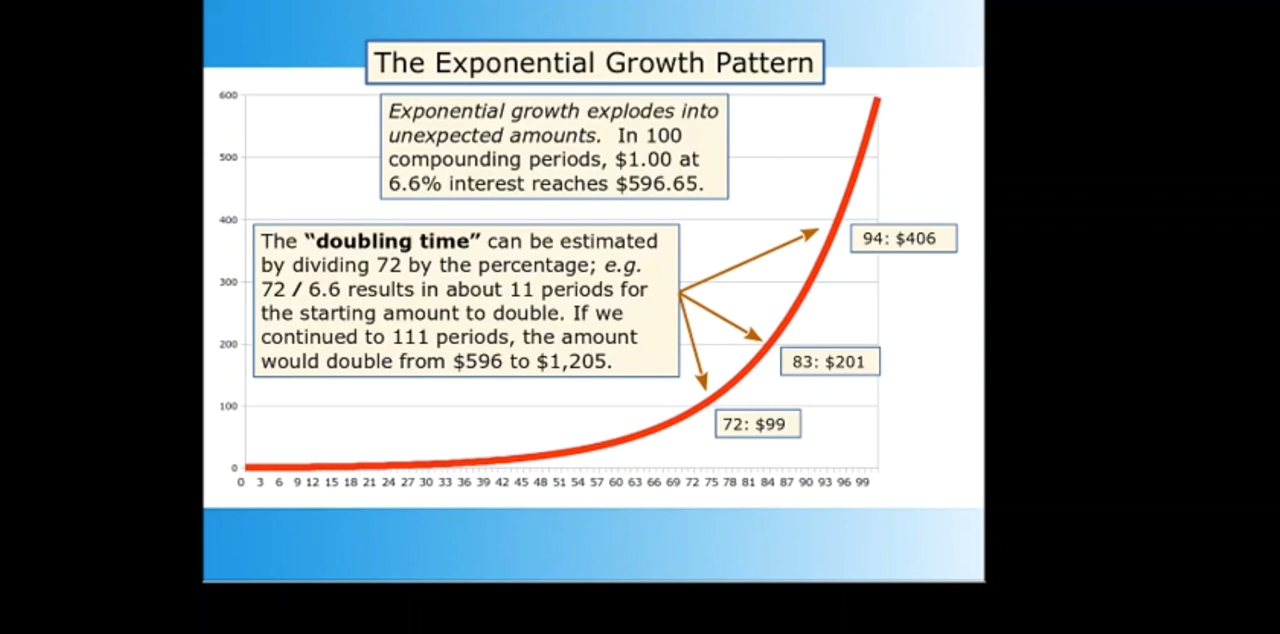 The Exponential Growth Pattern
600
Exponential growth explodes into
unexpected amounts. In 100
compounding periods, $1.00 at
6.6% interest reaches $596.65.
500
400
The “doubling time” can be estimated
by dividing 72 by the percentage; e.g.
72 / 6.6 results in about 11 periods for
the starting amount to double. If we
continued to 111 periods, the amount
would double from $596 to $1,205.
94: $406
300
200
83: $201
100
72: $99
0
0 3 6 9 12 15 18 21 24 27 30 33 36 39 42 45 48 51 54 57 60 63 66 69 72 75 78 81 84 87 90 93 96 99